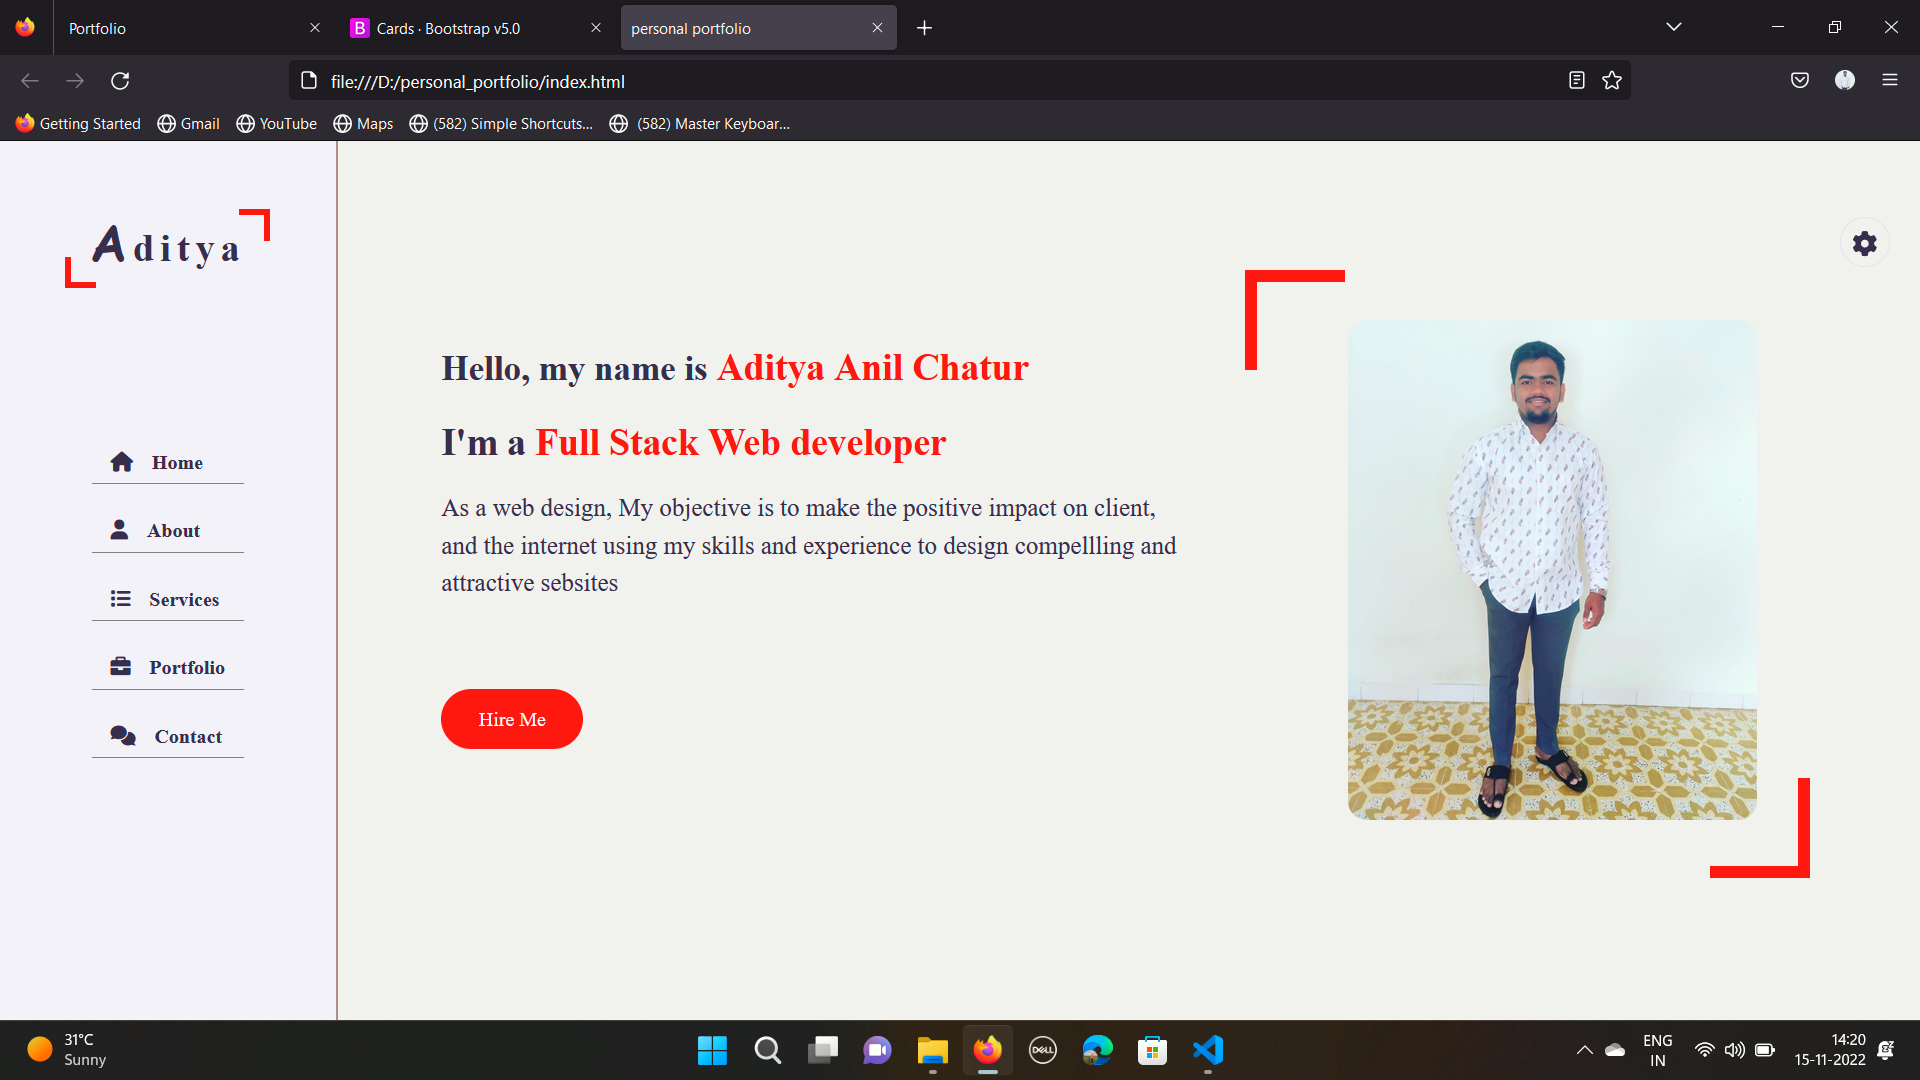 Portfolio
B Cards · Bootstrap v5.0
personal portfolio
file:///D:/personal_portfolio/index.html
Getting Started
Gmail
YouTube
Maps
(582) Simple Shortcuts...
(582) Master Keyboar...
Aditya
Home
About
Services
Portfolio
Contact
Hello, my name is Aditya Anil Chatur
I'm a Full Stack Web developer
As a web design, My objective is to make the positive impact on client,
and the internet using my skills and experience to design compellling and
attractive sebsites
Hire Me
31°C
Sunny
DELL
ENG
IN
14:20
15-11-2022